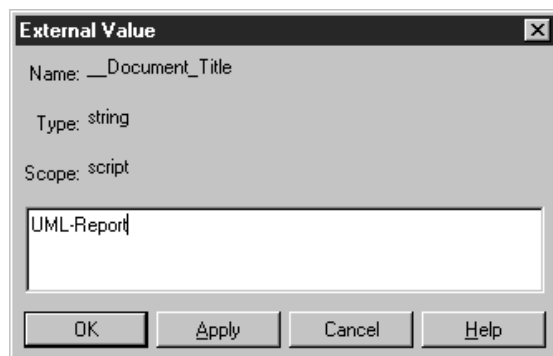 External Value
Name: __Document_Title
Type: string
Scope: script
UML-Report
OK Apply Cancel Help